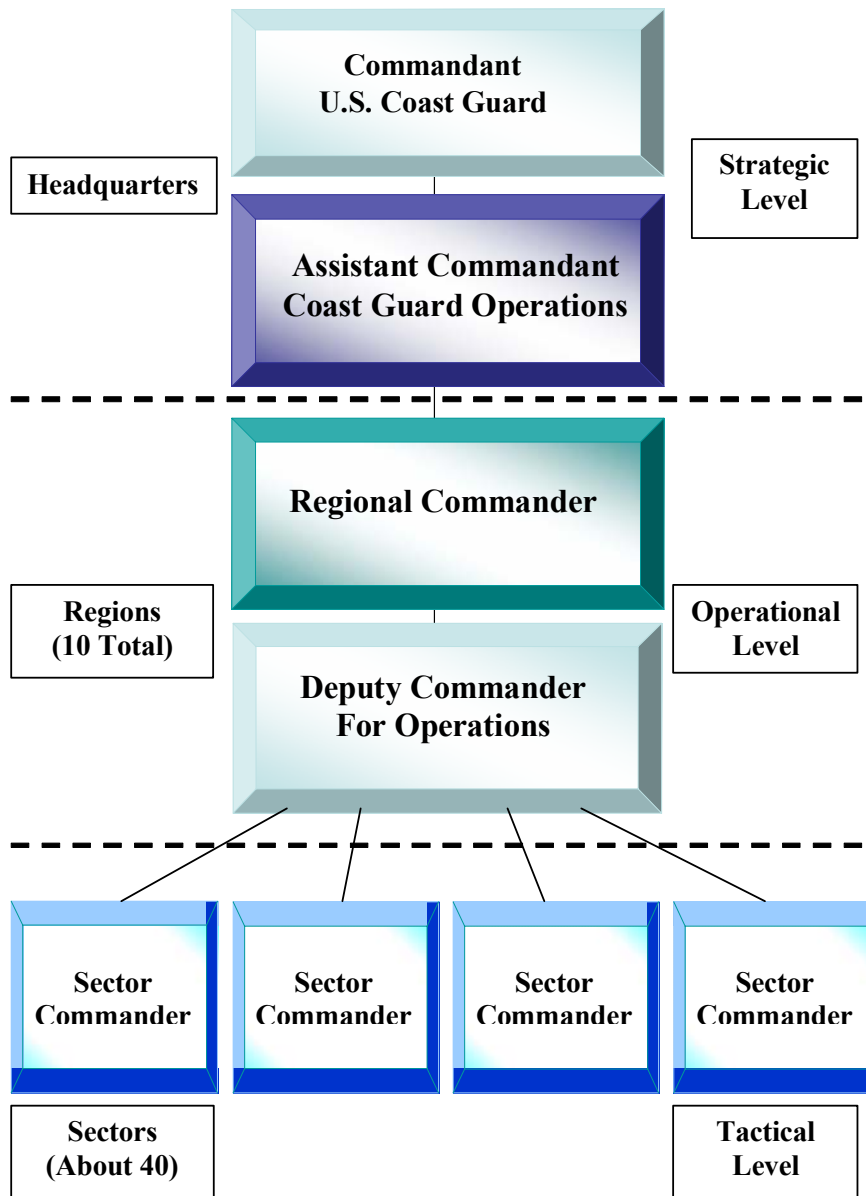 Commandant
U.S. Coast Guard
Headquarters
Strategic
Level
Assistant Commandant
Coast Guard Operations
Regional Commander
Regions
(10 Total)
Operational
Level
Deputy Commander
For Operations
Sector
Commander
Sector
Commander
Sector
Commander
Sector
Commander
Sectors
(About 40)
Tactical
Level